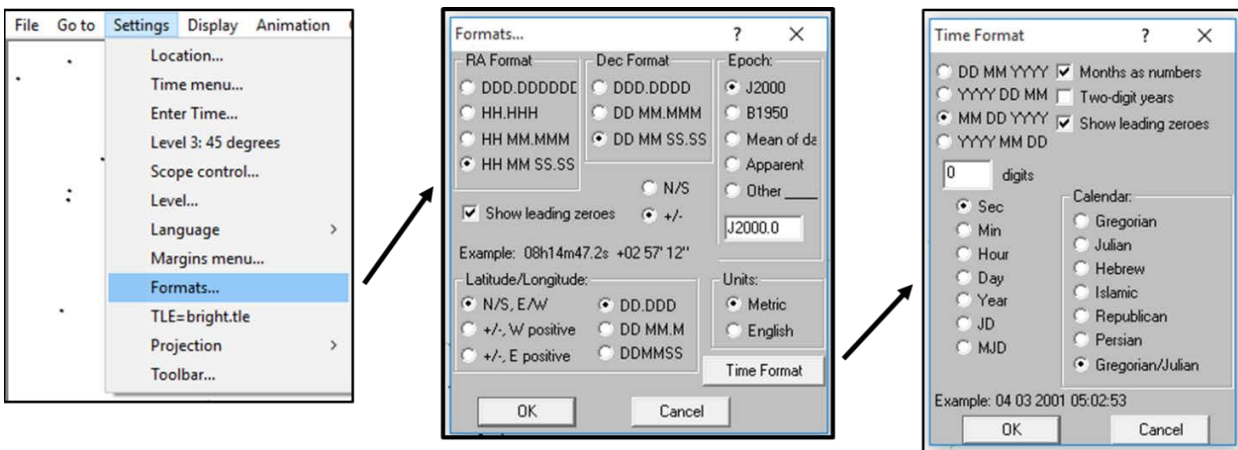 File Go to Settings Display Animation
Location...
Time menu...
Enter Time...
Level 3: 45 degrees
Scope control...
Level...
Language >
Margins menu...
Formats...
TLE=bright.tle
Projection >
Toolbar...
Formats... ? X
RA Format
DDD.DDDDDD
HH.HHH
HH MM.MMM
HH MM SS.SS
Dec Format
DDD.DDDD
DD MM.MMM
DD MM SS.SS
Epoch:
J2000
B1950
Mean of da
Apparent
Other ____
J2000.0
N/S
+/-
Show leading zeroes
Example: 08h14m47.2s +02 57' 12"
Latitude/Longitude:
N/S, E/W
+/-, W positive
+/-, E positive
DD.DDD
DD MM.M
DDMMSS
Units:
Metric
English
Time Format
OK Cancel
Time Format ? X
DD MM YYYY
YYYY DD MM
MM DD YYYY
YYYY MM DD
Months as numbers
Two-digit years
Show leading zeroes
0 digits
Sec
Min
Hour
Day
Year
JD
MJD
Calendar:
Gregorian
Julian
Hebrew
Islamic
Republican
Persian
Gregorian/Julian
Example: 04 03 2001 05:02:53
OK Cancel